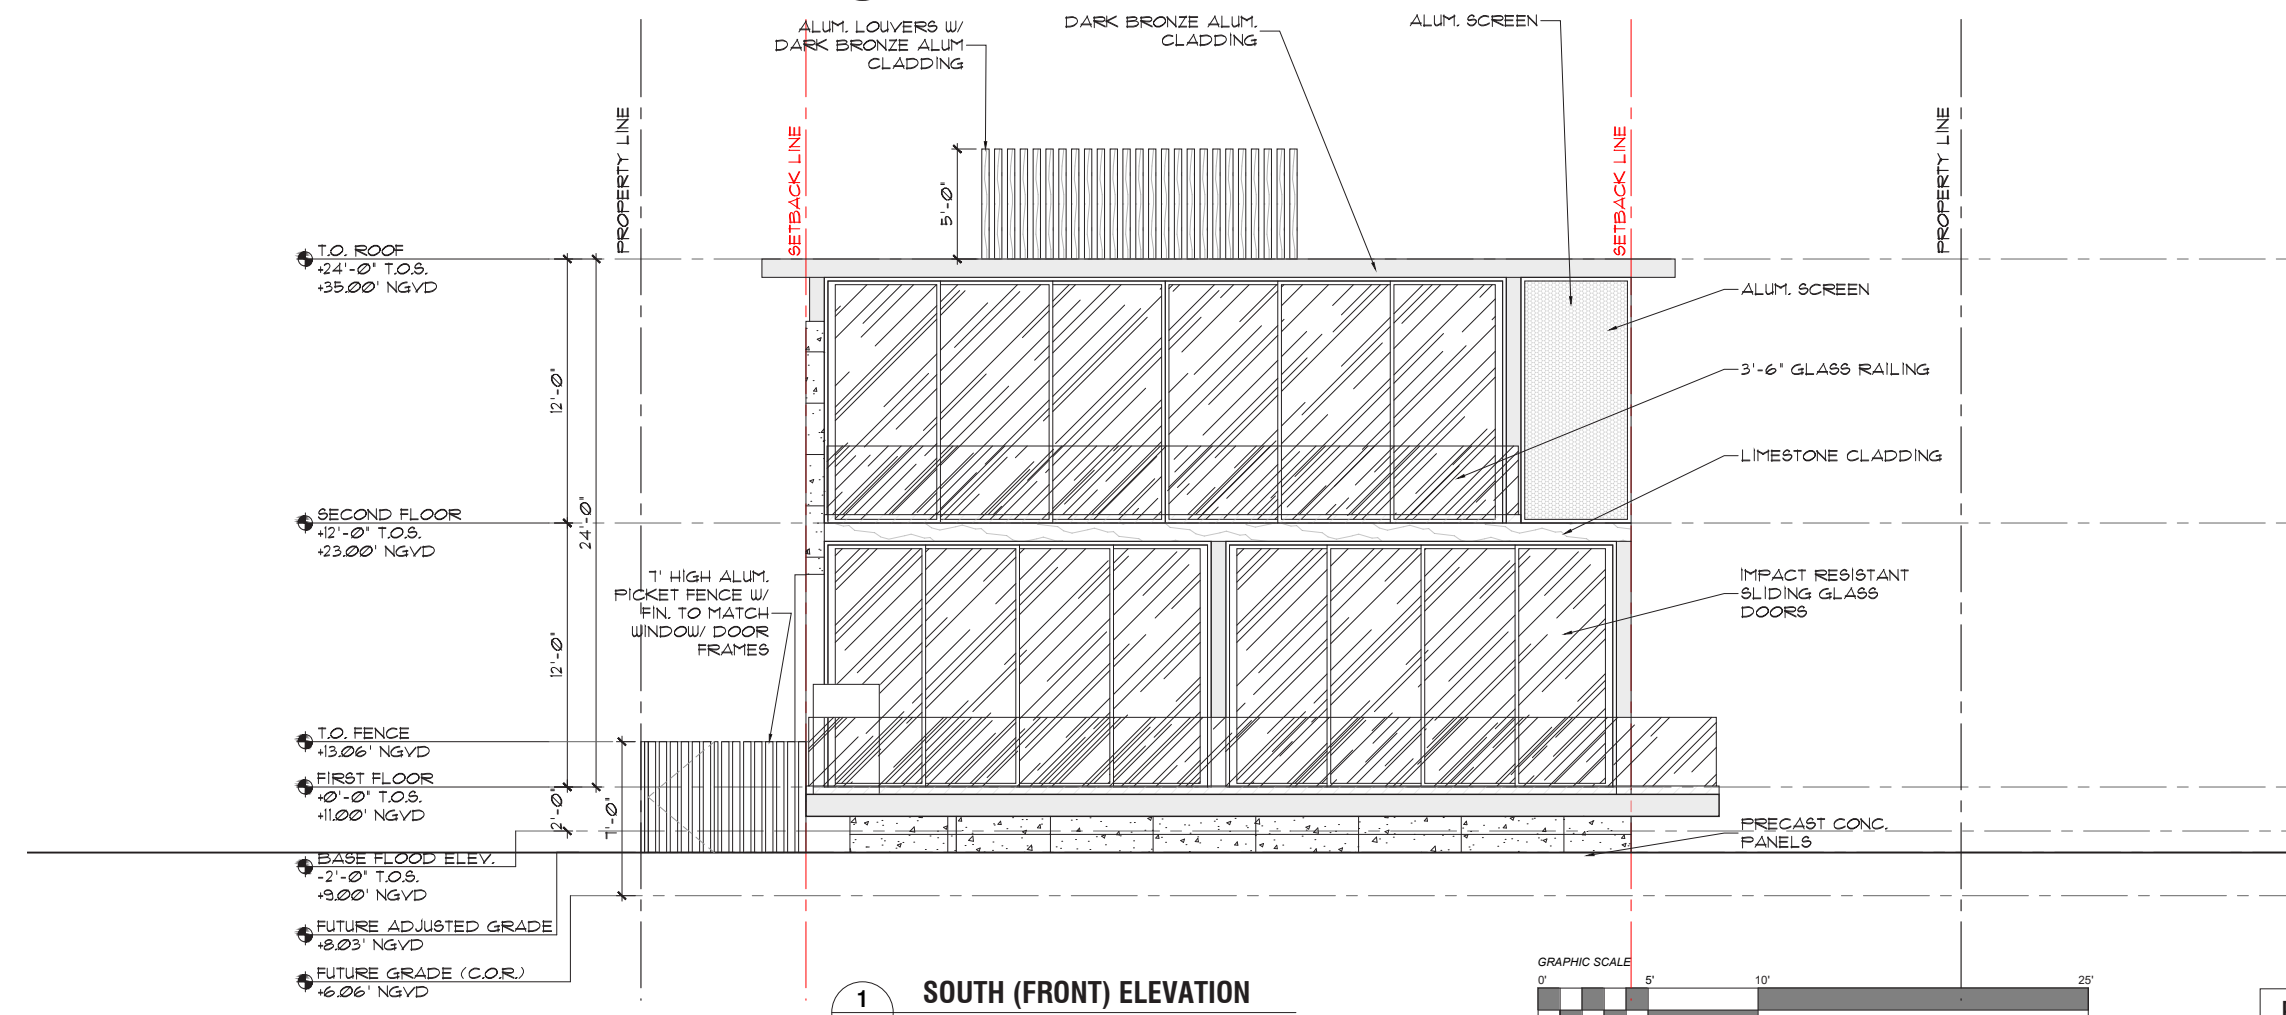 ALUM. LOUVERS W/
DARK BRONZE ALUM
CLADDING
DARK BRONZE ALUM.
CLADDING
ALUM. SCREEN
PROPERTY LINE
SETBACK LINE
SETBACK LINE
PROPERTY LINE
5'-0"
T.O. ROOF
+24'-0" T.O.S.
+35.00' NGVD
ALUM. SCREEN
12'-0"
3'-6" GLASS RAILING
LIMESTONE CLADDING
SECOND FLOOR
+12'-0" T.O.S.
+23.00' NGVD
24'-0"
7' HIGH ALUM.
PICKET FENCE W/
FIN. TO MATCH
WINDOW/ DOOR
FRAMES
IMPACT RESISTANT
SLIDING GLASS
DOORS
12'-0"
T.O. FENCE
+13.06' NGVD
FIRST FLOOR
+0'-0" T.O.S.
+11.00' NGVD
2'-0"
7'-0"
PRECAST CONC.
PANELS
BASE FLOOD ELEV.
-2'-0" T.O.S.
+9.00' NGVD
FUTURE ADJUSTED GRADE
+8.03' NGVD
FUTURE GRADE (C.O.R.)
+6.06' NGVD
1
SOUTH (FRONT) ELEVATION
GRAPHIC SCALE
0' 5' 10' 25'